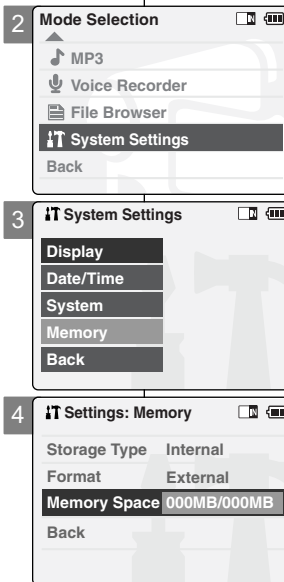 2
Mode Selection
MP3
Voice Recorder
File Browser
System Settings
Back
3
System Settings
Display
Date/Time
System
Memory
Back
4
Settings: Memory
Storage Type Internal
Format External
Memory Space 000MB/000MB
Back